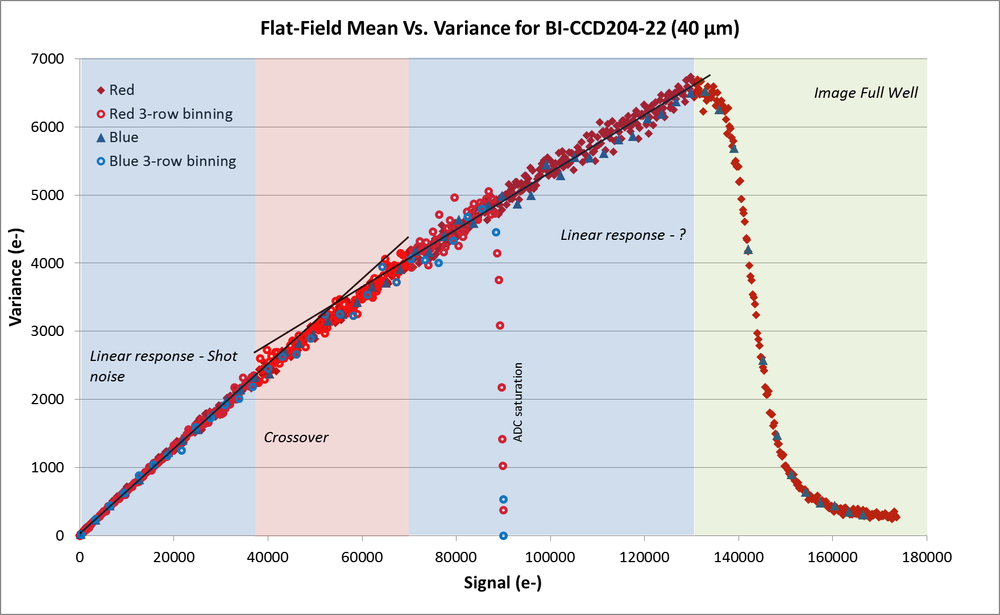 Flat-Field Mean Vs. Variance for BI-CCD204-22 (40 µm)
7000
6000
5000
4000
3000
2000
1000
0
Variance (e-)
Red
Red 3-row binning
Blue
Blue 3-row binning
Image Full Well
Linear response - ?
Linear response - Shot
noise
Crossover
ADC saturation
0
20000
40000
60000
80000
100000
120000
140000
160000
180000
Signal (e-)